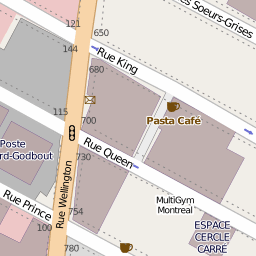 es Soeurs-Grises
121
650
144
Rue King
680
115
Pasta Café
700
Poste
rd-Godbout
730
Rue Queen
Rue Wellington
Rue Prince
MultiGym
Montreal
40
754
ESPACE
CERCLE
CARRÉ
780